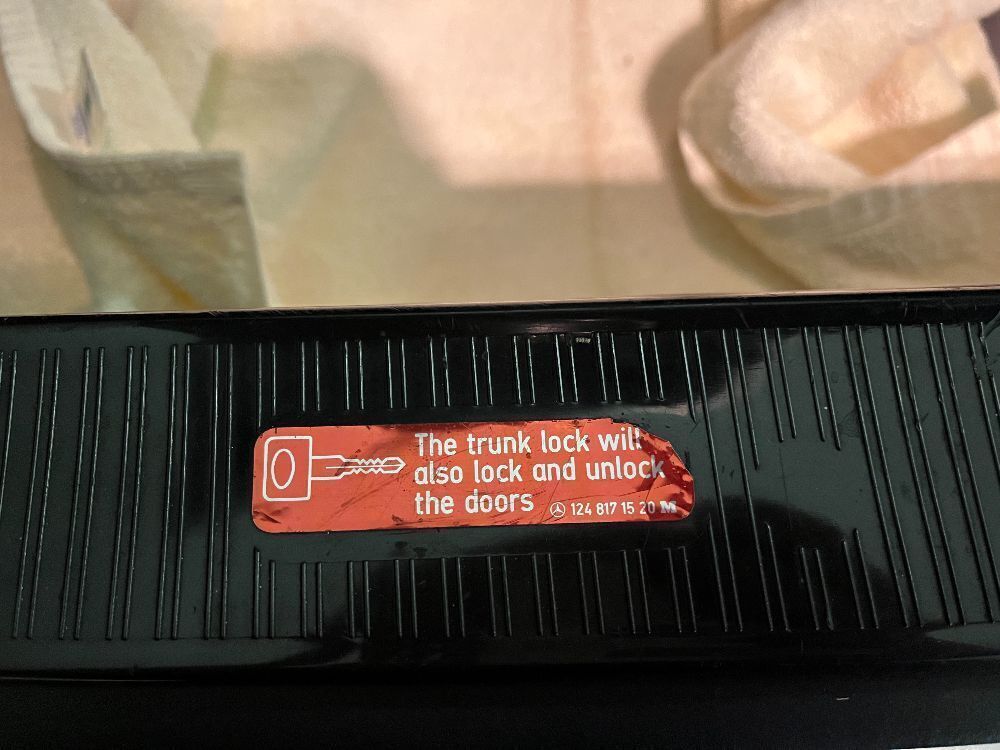 The trunk lock will
also lock and unlock
the doors
124 817 15 20 M